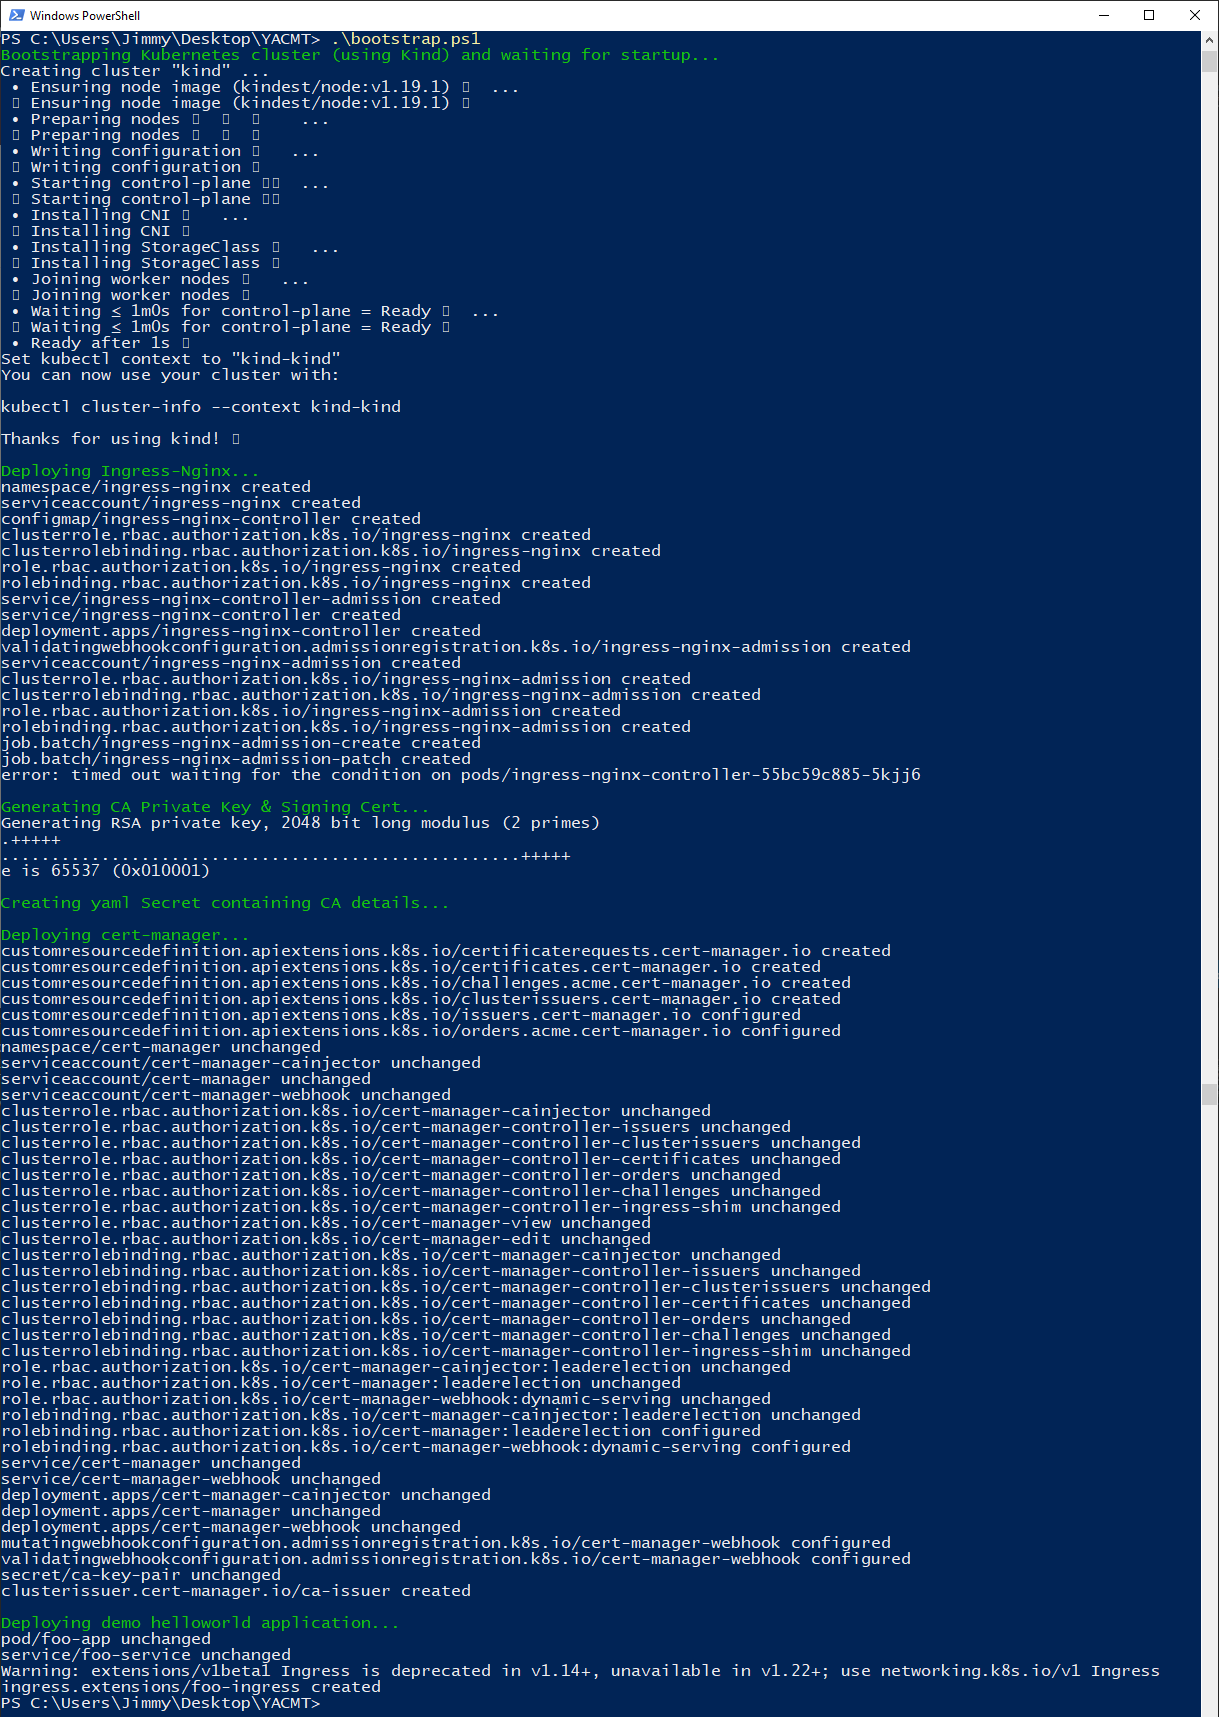 Windows PowerShell
PS C:\Users\Jimmy\Desktop\YACMT> .\bootstrap.ps1
Bootstrapping Kubernetes cluster (using Kind) and waiting for startup...
Creating cluster "kind" ...
• Ensuring node image (kindest/node:v1.19.1) ▯  ...
▯ Ensuring node image (kindest/node:v1.19.1) ▯
• Preparing nodes ▯  ▯  ▯    ...
▯ Preparing nodes ▯  ▯  ▯
• Writing configuration ▯   ...
▯ Writing configuration ▯
• Starting control-plane ▯▯  ...
▯ Starting control-plane ▯▯
• Installing CNI ▯   ...
▯ Installing CNI ▯
• Installing StorageClass ▯   ...
▯ Installing StorageClass ▯
• Joining worker nodes ▯   ...
▯ Joining worker nodes ▯
• Waiting ≤ 1m0s for control-plane = Ready ▯  ...
▯ Waiting ≤ 1m0s for control-plane = Ready ▯
• Ready after 1s ▯
Set kubectl context to "kind-kind"
You can now use your cluster with:
kubectl cluster-info --context kind-kind
Thanks for using kind! ▯
Deploying Ingress-Nginx...
namespace/ingress-nginx created
serviceaccount/ingress-nginx created
configmap/ingress-nginx-controller created
clusterrole.rbac.authorization.k8s.io/ingress-nginx created
clusterrolebinding.rbac.authorization.k8s.io/ingress-nginx created
role.rbac.authorization.k8s.io/ingress-nginx created
rolebinding.rbac.authorization.k8s.io/ingress-nginx created
service/ingress-nginx-controller-admission created
service/ingress-nginx-controller created
deployment.apps/ingress-nginx-controller created
validatingwebhookconfiguration.admissionregistration.k8s.io/ingress-nginx-admission created
serviceaccount/ingress-nginx-admission created
clusterrole.rbac.authorization.k8s.io/ingress-nginx-admission created
clusterrolebinding.rbac.authorization.k8s.io/ingress-nginx-admission created
role.rbac.authorization.k8s.io/ingress-nginx-admission created
rolebinding.rbac.authorization.k8s.io/ingress-nginx-admission created
job.batch/ingress-nginx-admission-create created
job.batch/ingress-nginx-admission-patch created
error: timed out waiting for the condition on pods/ingress-nginx-controller-55bc59c885-5kjj6
Generating CA Private Key & Signing Cert...
Generating RSA private key, 2048 bit long modulus (2 primes)
.+++++
....................................................+++++
e is 65537 (0x010001)
Creating yaml Secret containing CA details...
Deploying cert-manager...
customresourcedefinition.apiextensions.k8s.io/certificaterequests.cert-manager.io created
customresourcedefinition.apiextensions.k8s.io/certificates.cert-manager.io created
customresourcedefinition.apiextensions.k8s.io/challenges.acme.cert-manager.io created
customresourcedefinition.apiextensions.k8s.io/clusterissuers.cert-manager.io created
customresourcedefinition.apiextensions.k8s.io/issuers.cert-manager.io configured
customresourcedefinition.apiextensions.k8s.io/orders.acme.cert-manager.io configured
namespace/cert-manager unchanged
serviceaccount/cert-manager-cainjector unchanged
serviceaccount/cert-manager unchanged
serviceaccount/cert-manager-webhook unchanged
clusterrole.rbac.authorization.k8s.io/cert-manager-cainjector unchanged
clusterrole.rbac.authorization.k8s.io/cert-manager-controller-issuers unchanged
clusterrole.rbac.authorization.k8s.io/cert-manager-controller-clusterissuers unchanged
clusterrole.rbac.authorization.k8s.io/cert-manager-controller-certificates unchanged
clusterrole.rbac.authorization.k8s.io/cert-manager-controller-orders unchanged
clusterrole.rbac.authorization.k8s.io/cert-manager-controller-challenges unchanged
clusterrole.rbac.authorization.k8s.io/cert-manager-controller-ingress-shim unchanged
clusterrole.rbac.authorization.k8s.io/cert-manager-view unchanged
clusterrole.rbac.authorization.k8s.io/cert-manager-edit unchanged
clusterrolebinding.rbac.authorization.k8s.io/cert-manager-cainjector unchanged
clusterrolebinding.rbac.authorization.k8s.io/cert-manager-controller-issuers unchanged
clusterrolebinding.rbac.authorization.k8s.io/cert-manager-controller-clusterissuers unchanged
clusterrolebinding.rbac.authorization.k8s.io/cert-manager-controller-certificates unchanged
clusterrolebinding.rbac.authorization.k8s.io/cert-manager-controller-orders unchanged
clusterrolebinding.rbac.authorization.k8s.io/cert-manager-controller-challenges unchanged
clusterrolebinding.rbac.authorization.k8s.io/cert-manager-controller-ingress-shim unchanged
role.rbac.authorization.k8s.io/cert-manager-cainjector:leaderelection unchanged
role.rbac.authorization.k8s.io/cert-manager:leaderelection unchanged
role.rbac.authorization.k8s.io/cert-manager-webhook:dynamic-serving unchanged
rolebinding.rbac.authorization.k8s.io/cert-manager-cainjector:leaderelection unchanged
rolebinding.rbac.authorization.k8s.io/cert-manager:leaderelection configured
rolebinding.rbac.authorization.k8s.io/cert-manager-webhook:dynamic-serving configured
service/cert-manager unchanged
service/cert-manager-webhook unchanged
deployment.apps/cert-manager-cainjector unchanged
deployment.apps/cert-manager unchanged
deployment.apps/cert-manager-webhook unchanged
mutatingwebhookconfiguration.admissionregistration.k8s.io/cert-manager-webhook configured
validatingwebhookconfiguration.admissionregistration.k8s.io/cert-manager-webhook configured
secret/ca-key-pair unchanged
clusterissuer.cert-manager.io/ca-issuer created
Deploying demo helloworld application...
pod/foo-app unchanged
service/foo-service unchanged
Warning: extensions/v1beta1 Ingress is deprecated in v1.14+, unavailable in v1.22+; use networking.k8s.io/v1 Ingress
ingress.extensions/foo-ingress created
PS C:\Users\Jimmy\Desktop\YACMT>